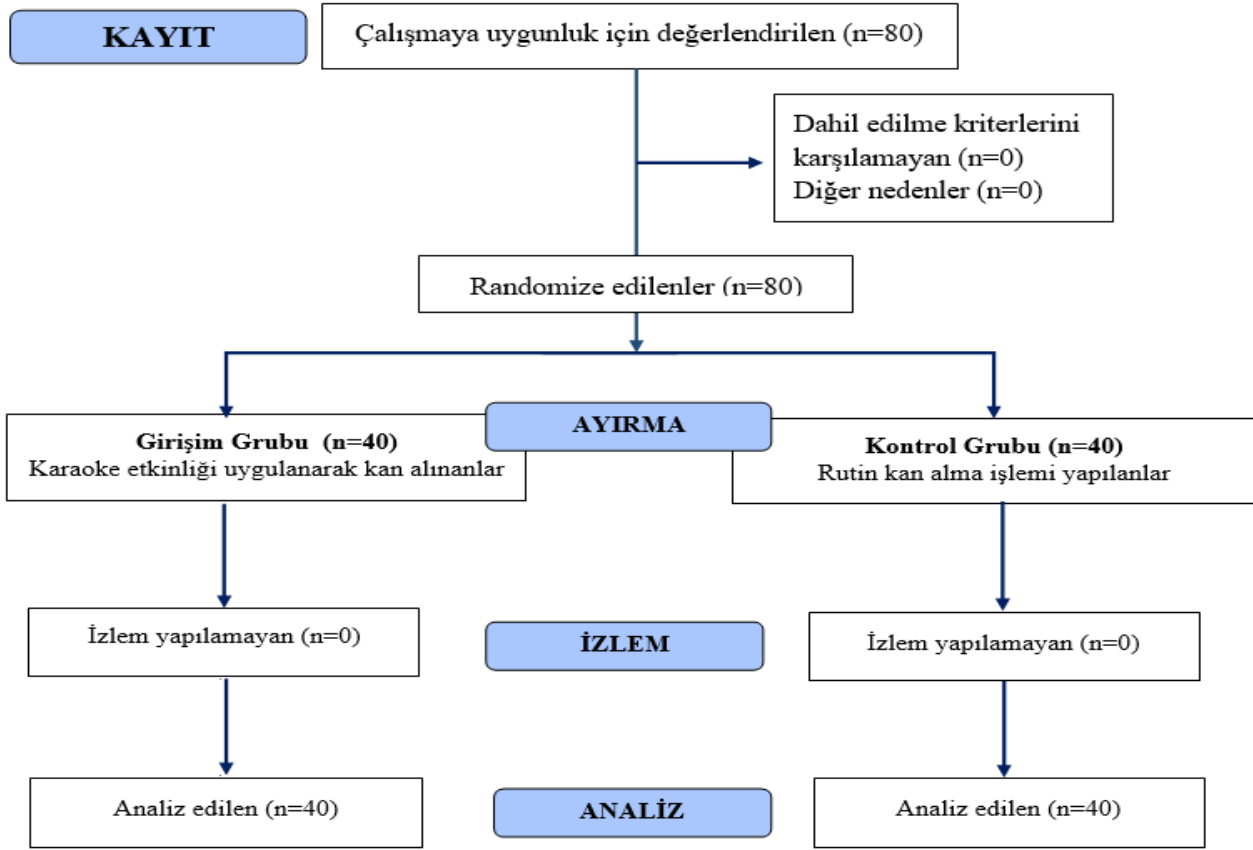 KAYIT
Çalışmaya uygunluk için değerlendirilen (n=80)
Dahil edilme kriterlerini
karşılamayan (n=0)
Diğer nedenler (n=0)
Randomize edilenler (n=80)
AYIRMA
Girişim Grubu (n=40)
Karaoke etkinliği uygulanarak kan alınanlar
Kontrol Grubu (n=40)
Rutin kan alma işlemi yapılanlar
İzlem yapılamayan (n=0)
İZLEM
İzlem yapılamayan (n=0)
Analiz edilen (n=40)
ANALİZ
Analiz edilen (n=40)